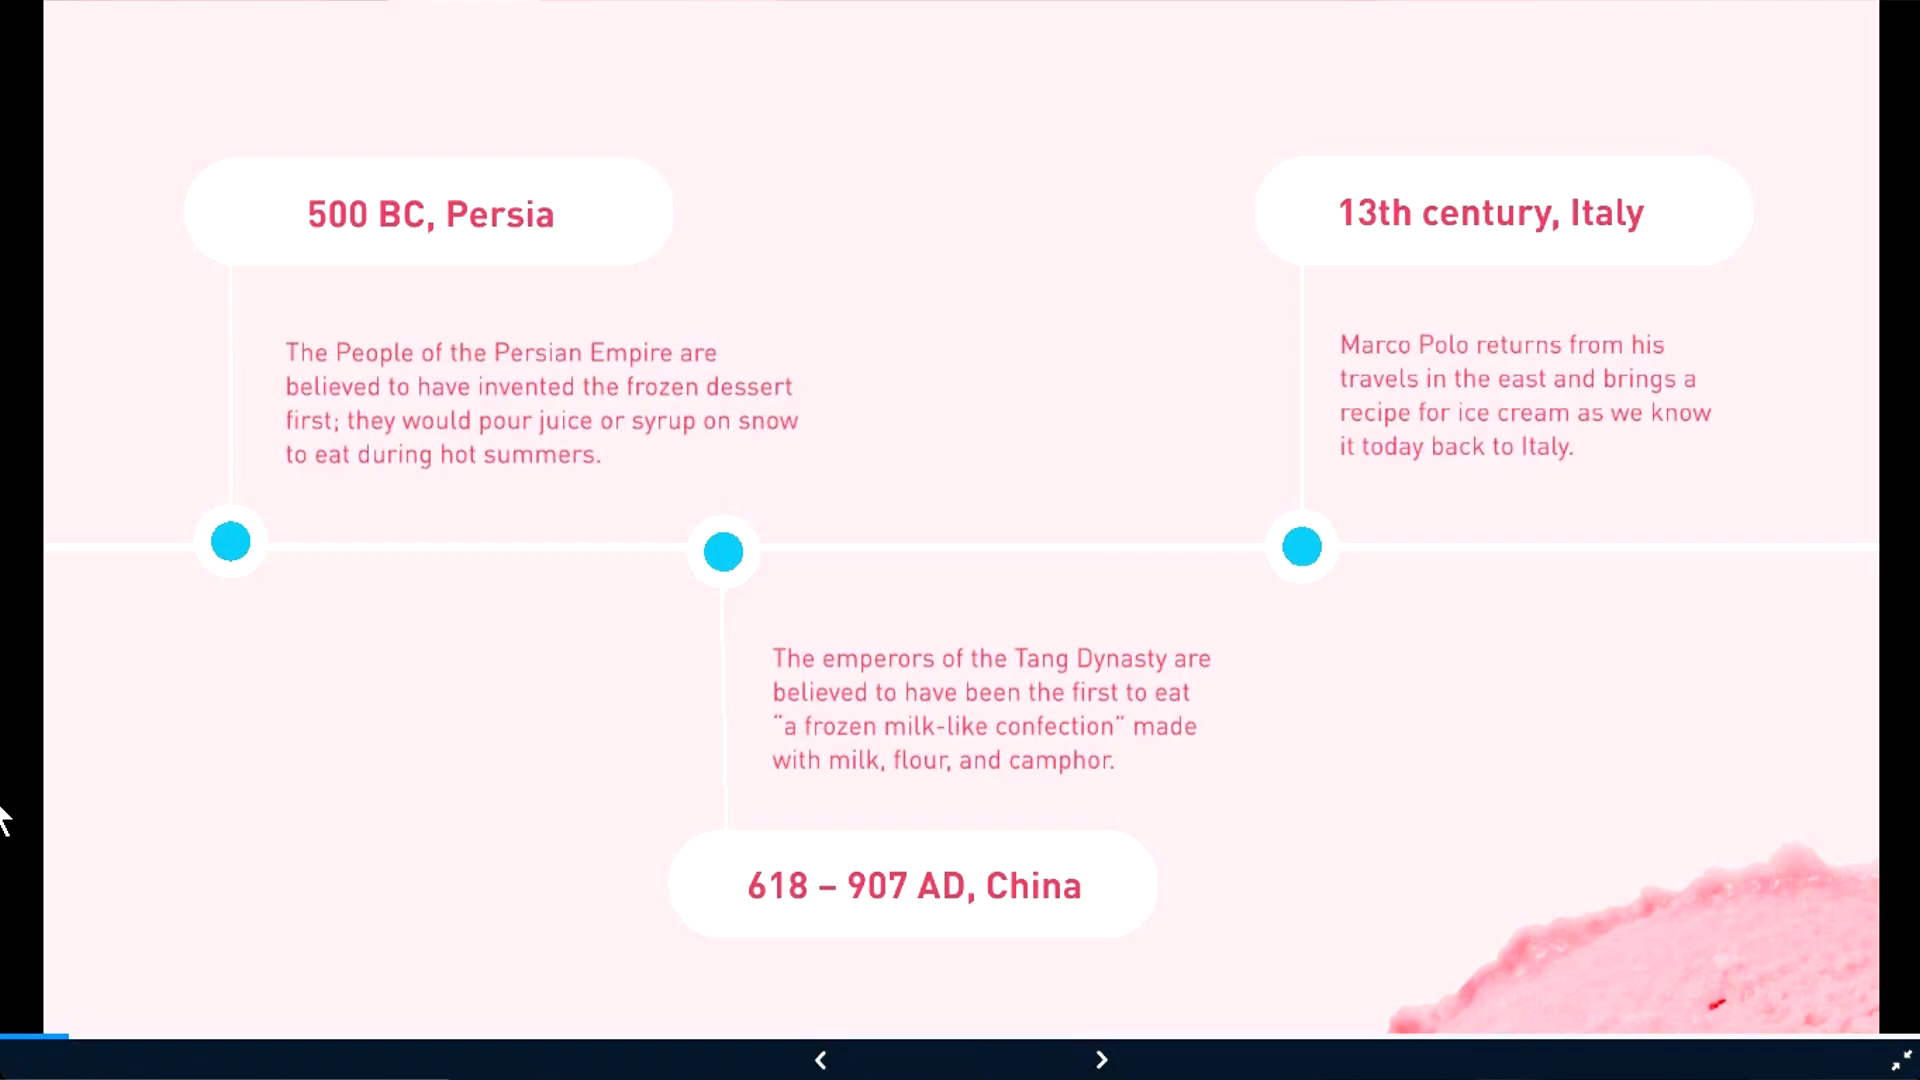 500 BC, Persia
The People of the Persian Empire are
believed to have invented the frozen dessert
first; they would pour juice or syrup on snow
to eat during hot summers.
The emperors of the Tang Dynasty are
believed to have been the first to eat
“a frozen milk-like confection” made
with milk, flour, and camphor.
618 – 907 AD, China
13th century, Italy
Marco Polo returns from his
travels in the east and brings a
recipe for ice cream as we know
it today back to Italy.